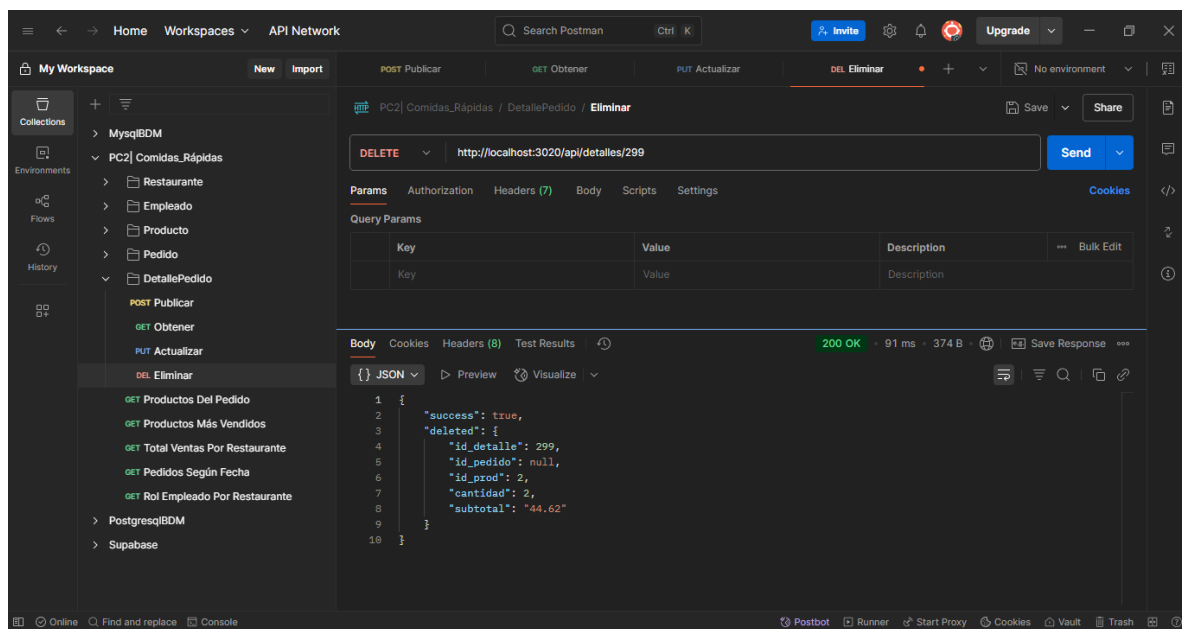 Home Workspaces API Network Search Postman Ctrl K Invite Upgrade
My Workspace New Import POST Publicar GET Obtener PUT Actualizar DEL Eliminar No environment
Collections
Environments
Flows
History
MysqlBDM
PC2| Comidas_Rápidas
Restaurante
Empleado
Producto
Pedido
DetallePedido
POST Publicar
GET Obtener
PUT Actualizar
DEL Eliminar
GET Productos Del Pedido
GET Productos Más Vendidos
GET Total Ventas Por Restaurante
GET Pedidos Según Fecha
GET Rol Empleado Por Restaurante
PostgresqlBDM
Supabase
HTTP PC2| Comidas_Rápidas / DetallePedido / Eliminar Save Share
DELETE http://localhost:3020/api/detalles/299 Send
Params Authorization Headers (7) Body Scripts Settings Cookies
Query Params
Key Value Description Bulk Edit
Key Value Description
Body Cookies Headers (8) Test Results 200 OK 91 ms 374 B Save Response
{} JSON Preview Visualize
1 {
2 "success": true,
3 "deleted": {
4 "id_detalle": 299,
5 "id_pedido": null,
6 "id_prod": 2,
7 "cantidad": 2,
8 "subtotal": "44.62"
9 }
10 }
Online Find and replace Console Postbot Runner Start Proxy Cookies Vault Trash